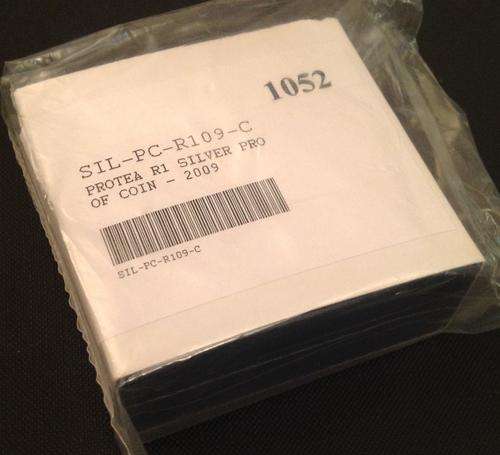 1052
SIL-PC-R109-C
PROTEA R1 SILVER PRO
OF COIN - 2009
SIL-PC-R109-C